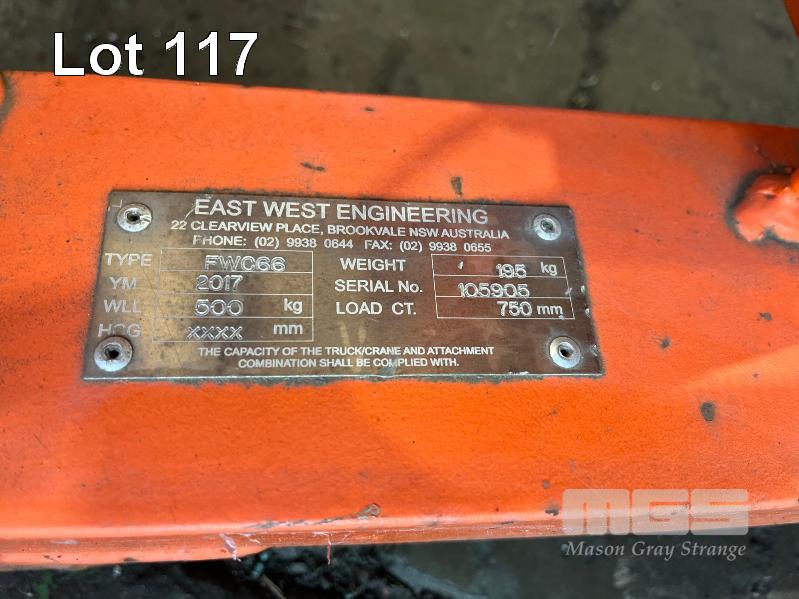 Lot 117
EAST WEST ENGINEERING
22 CLEARVIEW PLACE, BROOKVALE NSW AUSTRALIA
PHONE: (02) 9938 0644 FAX: (02) 9938 0655
TYPE FWC66 WEIGHT 195 kg
YM 2017 SERIAL No. 105905
WLL 500 kg LOAD CT. 750 mm
HCG xxxx mm
THE CAPACITY OF THE TRUCK/CRANE AND ATTACHMENT
COMBINATION SHALL BE COMPLIED WITH.
MGS
Mason Gray Strange